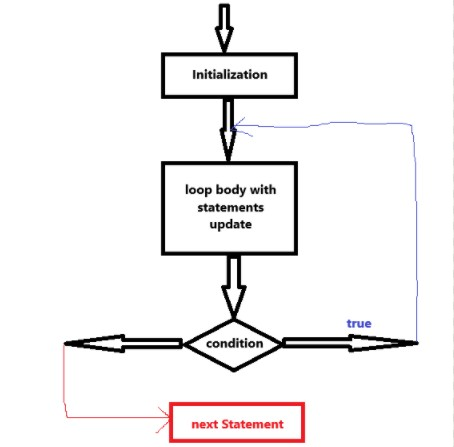 Initialization
loop body with
statements
update
true
condition
next Statement